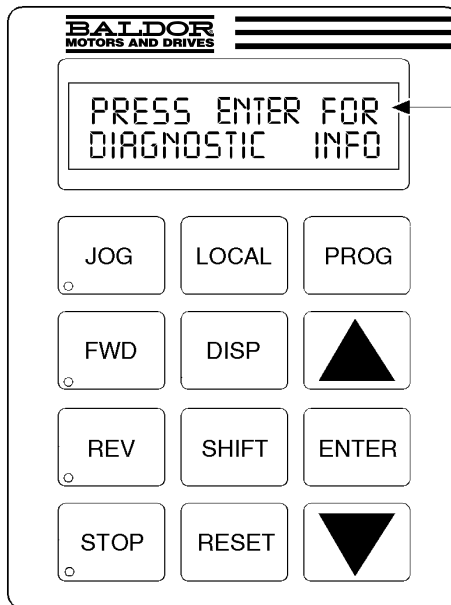 BALDOR
MOTORS AND DRIVES
PRESS ENTER FOR
DIAGNOSTIC INFO
JOG LOCAL PROG
FWD DISP
REV SHIFT ENTER
STOP RESET